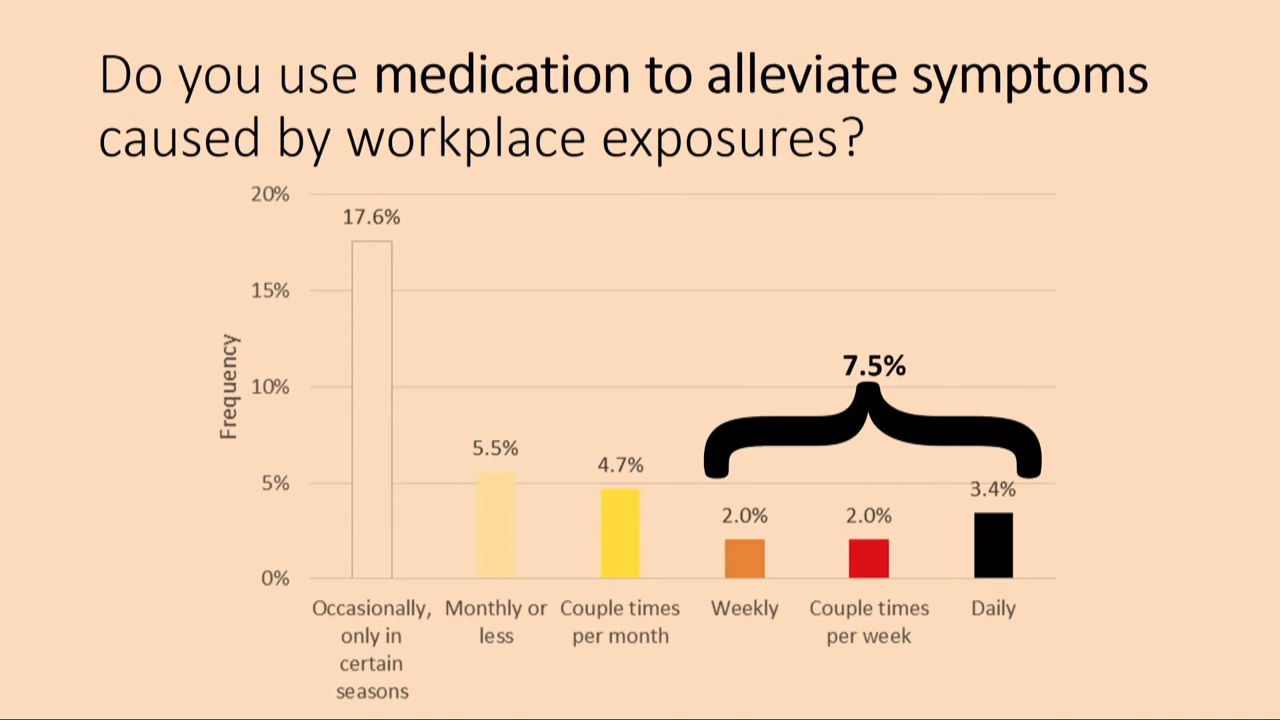 Do you use medication to alleviate symptoms
caused by workplace exposures?
20%
17.6%
15%
Frequency
10%
7.5%
5.5%
4.7%
5%
3.4%
2.0%
2.0%
0%
Occasionally,
only in
certain
seasons
Monthly or
less
Couple times
per month
Weekly
Couple times
per week
Daily